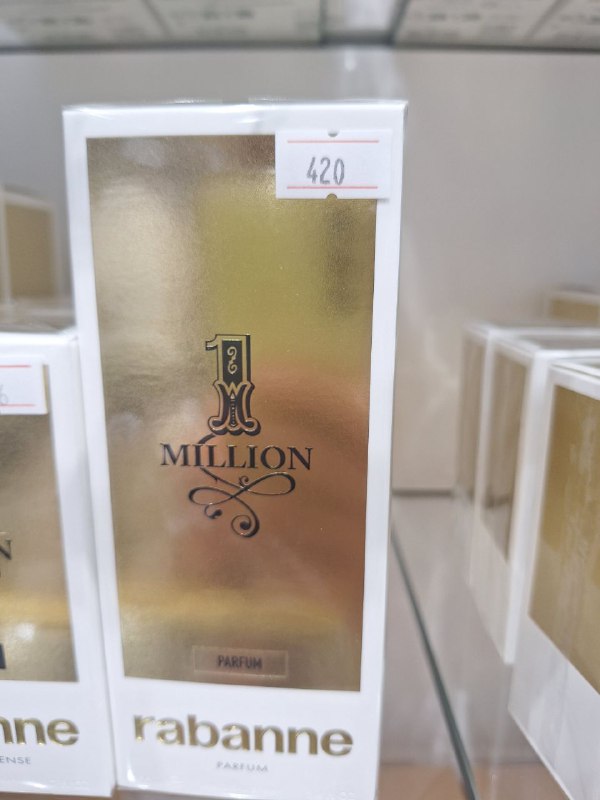 420
1
MILLION
PARFUM
rabanne
PARFUM
nne
ENSE